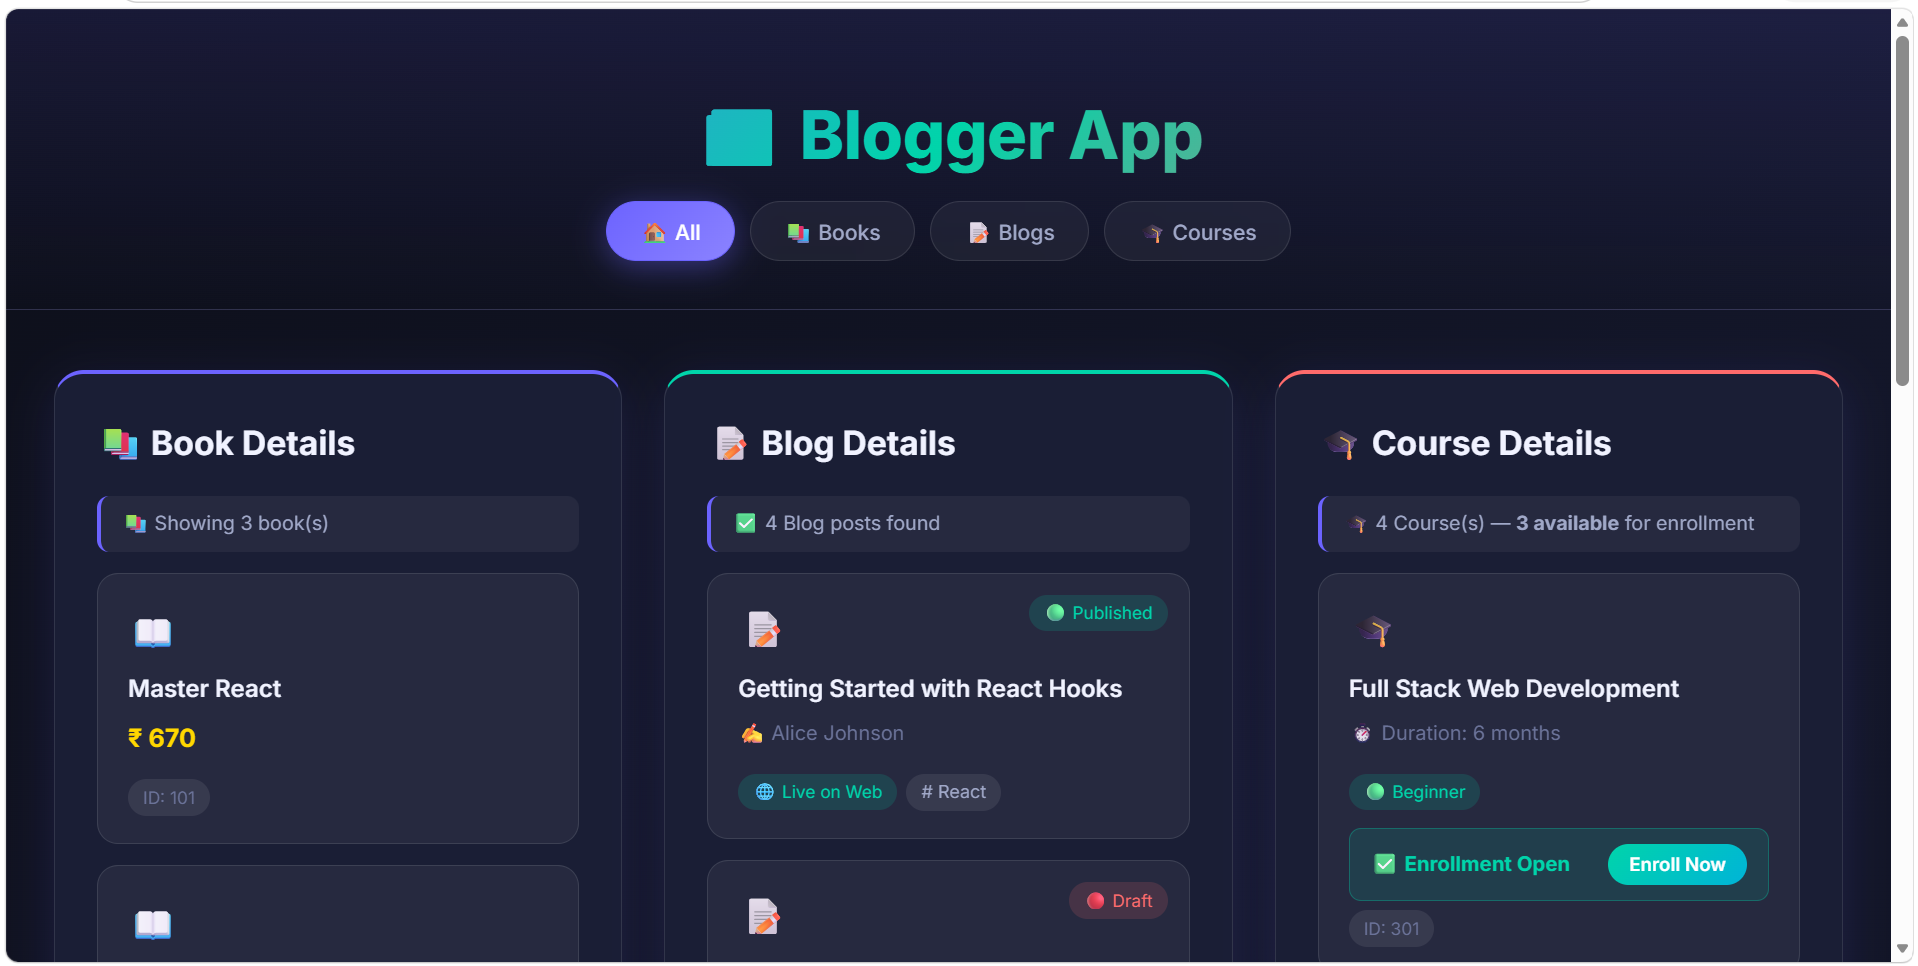 Blogger App
All
Books
Blogs
Courses
Book Details
Showing 3 book(s)
Master React
₹ 670
ID: 101
Blog Details
4 Blog posts found
Published
Getting Started with React Hooks
Alice Johnson
Live on Web
# React
Draft
Course Details
4 Course(s) — 3 available for enrollment
Full Stack Web Development
Duration: 6 months
Beginner
Enrollment Open
Enroll Now
ID: 301